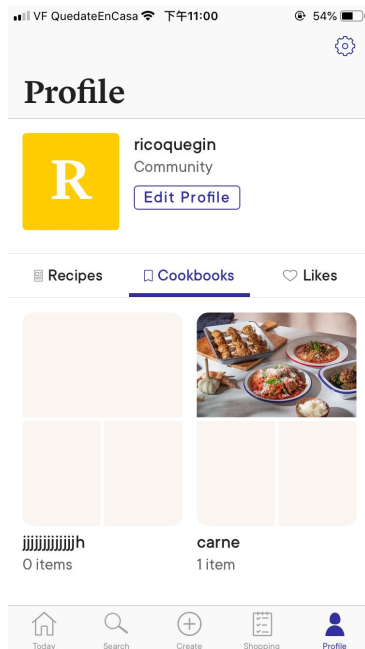 VF QuedateEnCasa 下午11:00 54%
Profile
R
ricoquegin
Community
Edit Profile
Recipes Cookbooks Likes
jjjjjjjjjjjjjh carne
0 items 1 item
Today Search Create Shopping Profile